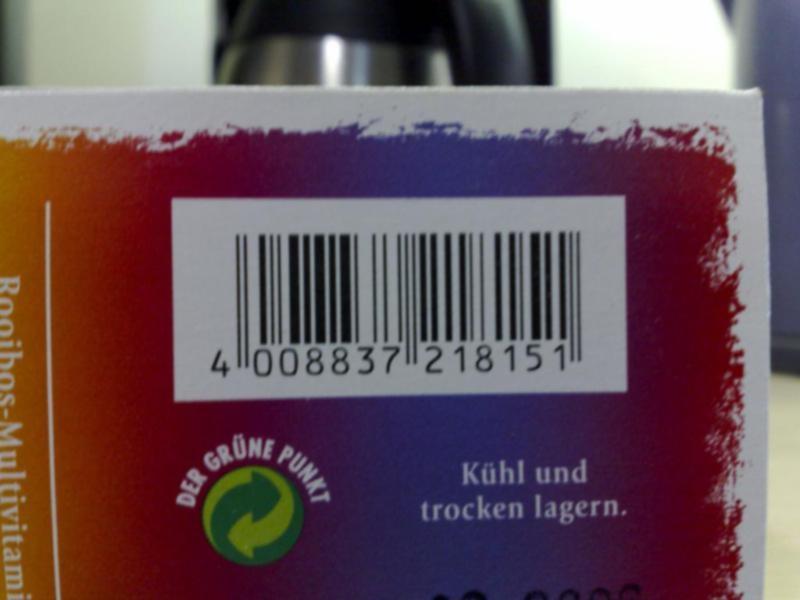 Rooibos-Multivitami
4 008837 218151
DER GRÜNE PUNKT
Kühl und
trocken lagern.